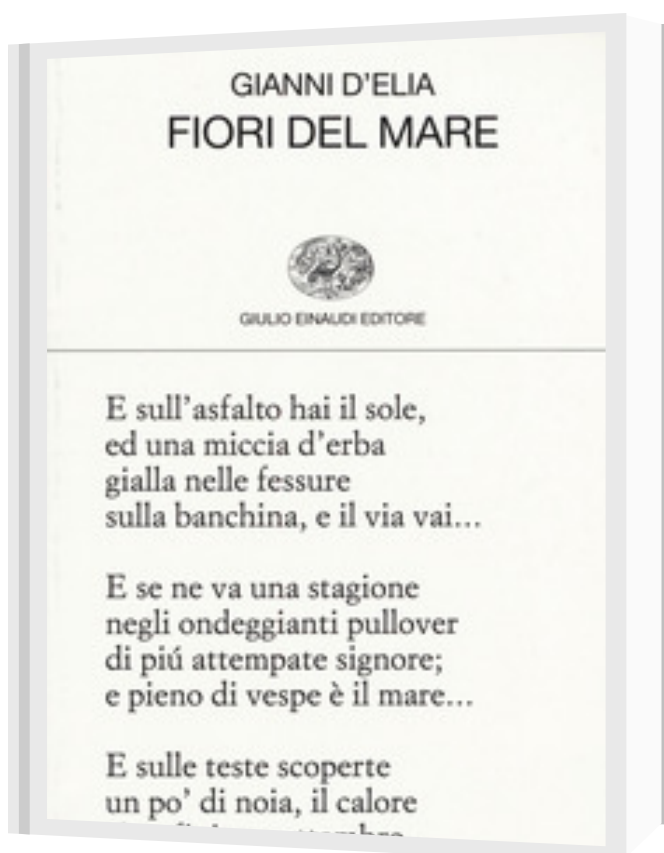 GIANNI D'ELIA
FIORI DEL MARE
GIULIO EINAUDI EDITORE
E sull'asfalto hai il sole,
ed una miccia d'erba
gialla nelle fessure
sulla banchina, e il via vai...
E se ne va una stagione
negli ondeggianti pullover
di piú attempate signore;
e pieno di vespe è il mare...
E sulle teste scoperte
un po' di noia, il calore